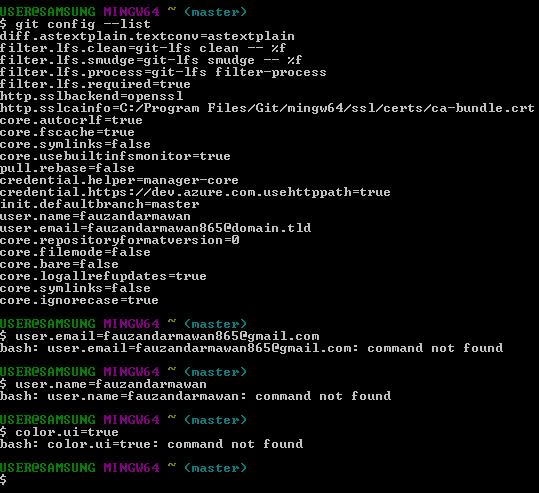 USER@SAMSUNG MINGW64 ~ (master)
$ git config --list
diff.astextplain.textconv=astextplain
filter.lfs.clean=git-lfs clean -- %f
filter.lfs.smudge=git-lfs smudge -- %f
filter.lfs.process=git-lfs filter-process
filter.lfs.required=true
http.sslbackend=openssl
http.sslcainfo=C:/Program Files/Git/mingw64/ssl/certs/ca-bundle.crt
core.autocrlf=true
core.fscache=true
core.symlinks=false
core.usebuiltinfsmonitor=true
pull.rebase=false
credential.helper=manager-core
credential.https://dev.azure.com.usehttppath=true
init.defaultbranch=master
user.name=fauzandarmawan
user.email=fauzandarmawan865@domain.tld
core.repositoryformatversion=0
core.filemode=false
core.bare=false
core.logallrefupdates=true
core.symlinks=false
core.ignorecase=true
USER@SAMSUNG MINGW64 ~ (master)
$ user.email=fauzandarmawan865@gmail.com
bash: user.email=fauzandarmawan865@gmail.com: command not found
USER@SAMSUNG MINGW64 ~ (master)
$ user.name=fauzandarmawan
bash: user.name=fauzandarmawan: command not found
USER@SAMSUNG MINGW64 ~ (master)
$ color.ui=true
bash: color.ui=true: command not found
USER@SAMSUNG MINGW64 ~ (master)
$